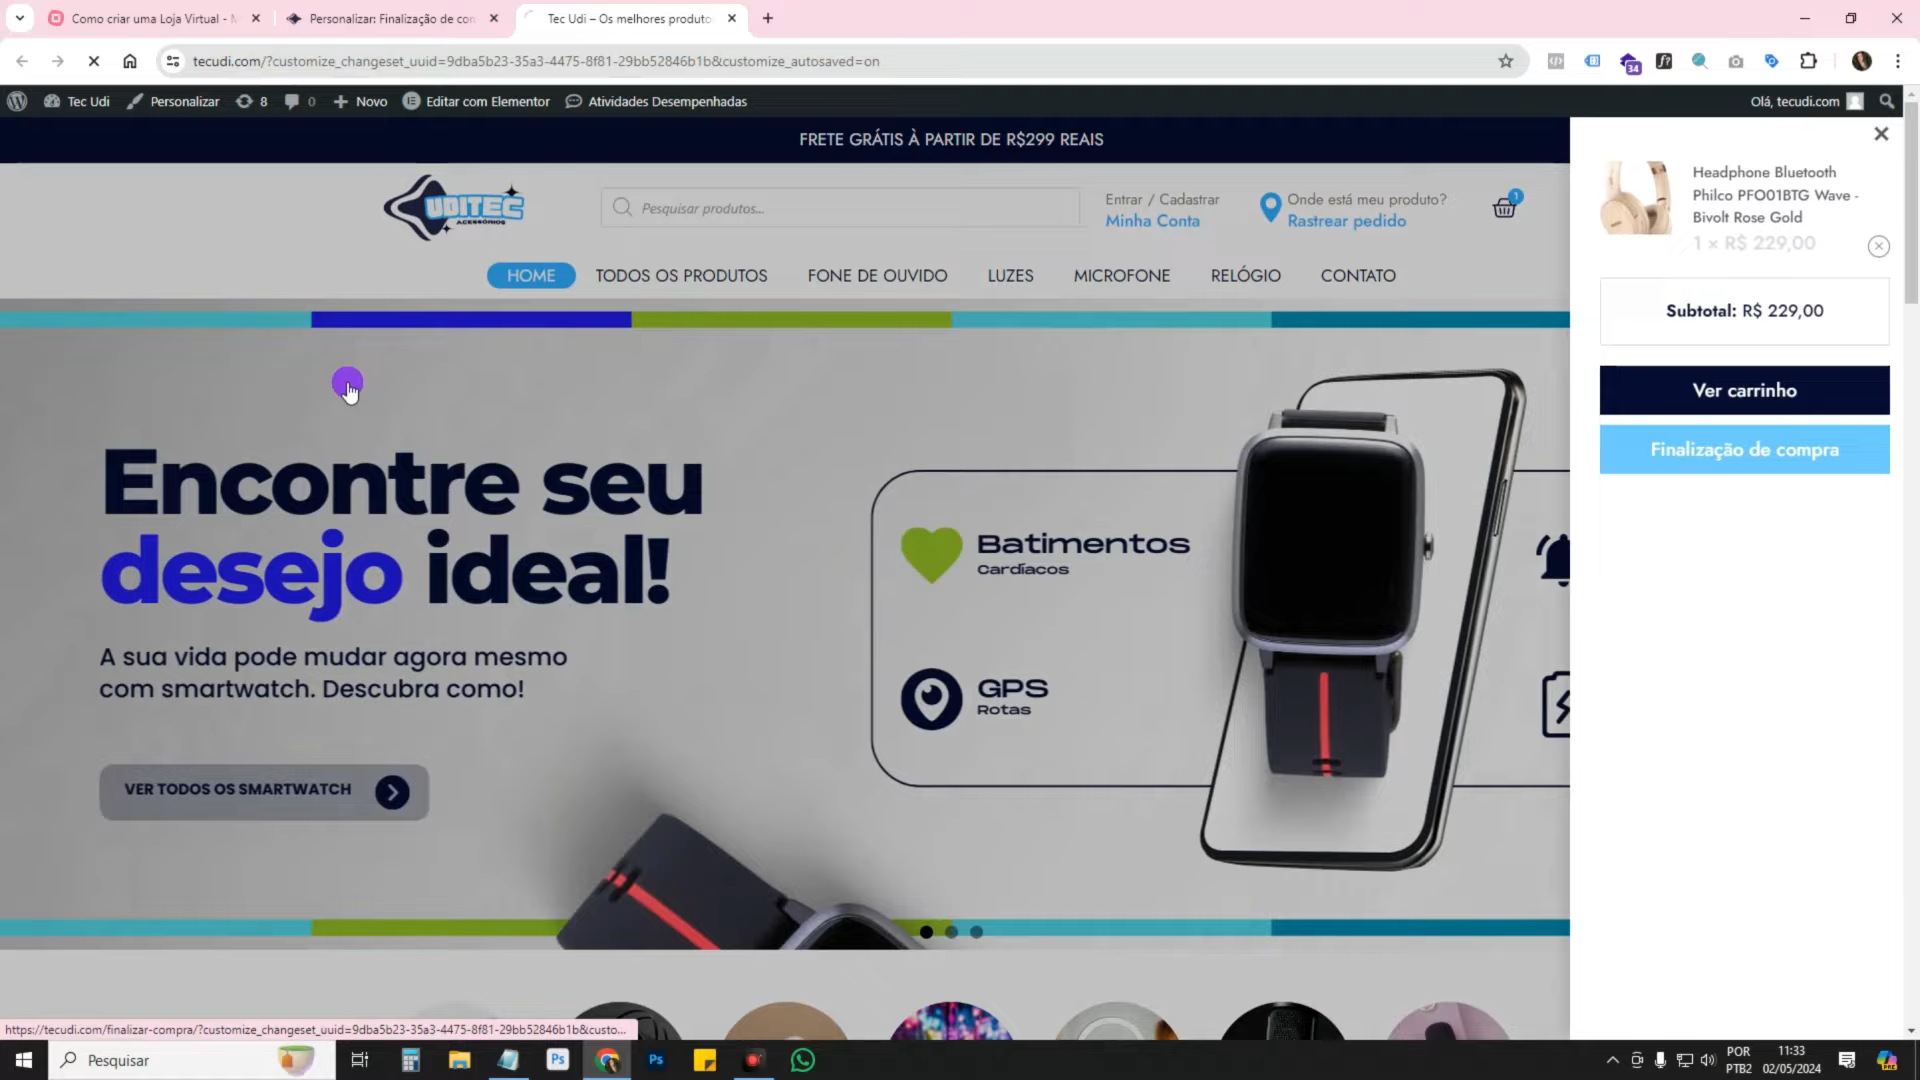 Como criar uma Loja Virtual - M
Personalizar: Finalização de con
Tec Udi – Os melhores produto
tecudi.com/?customize_changeset_uuid=9dba5b23-35a3-4475-8f81-29bb52846b1b&customize_autosaved=on
34
Tec Udi
Personalizar
8
0
Novo
Editar com Elementor
Atividades Desempenhadas
Olá, tecudi.com
FRETE GRÁTIS À PARTIR DE R$299 REAIS
UDITEC
ACESSÓRIOS
Pesquisar produtos...
Entrar / Cadastrar
Minha Conta
Onde está meu produto?
Rastrear pedido
1
HOME
TODOS OS PRODUTOS
FONE DE OUVIDO
LUZES
MICROFONE
RELÓGIO
CONTATO
Headphone Bluetooth
Philco PFO01BTG Wave -
Bivolt Rose Gold
1 × R$ 229,00
Subtotal: R$ 229,00
Ver carrinho
Finalização de compra
Encontre seu
desejo ideal!
A sua vida pode mudar agora mesmo
com smartwatch. Descubra como!
VER TODOS OS SMARTWATCH
Batimentos
Cardíacos
GPS
Rotas
https://tecudi.com/finalizar-compra/?customize_changeset_uuid=9dba5b23-35a3-4475-8f81-29bb52846b1b&custo...
Pesquisar
Ps
Ps
POR
PTB2
11:33
02/05/2024